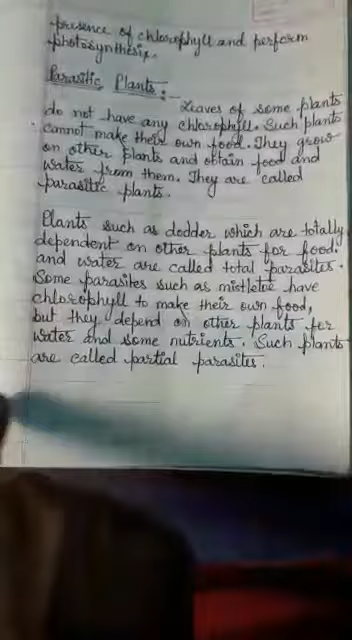 presence of chlorophyll and perform
photosynthesis.
Parasitic Plants:-
Leaves of some plants
do not have any chlorophyll. Such plants
cannot make their own food. They grow
on other plants and obtain food and
water from them. They are called
parasitic plants.
Plants such as dodder which are totally
dependent on other plants for food.
and water are called total parasites.
Some parasites such as mistletoe have
chlorophyll to make their own food,
but they depend on other plants for
water and some nutrients. Such plants
are called partial parasites.